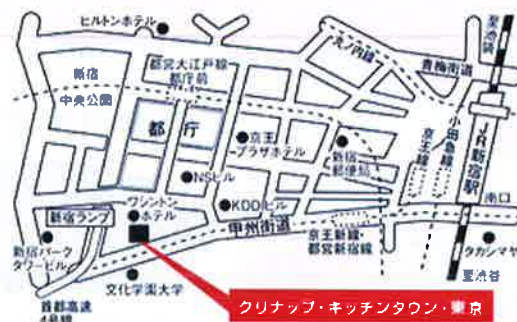 ヒルトンホテル
至池袋
丸ノ内線
青梅街道
新宿
中央公園
都営大江戸線
都庁前
都庁
京王
プラザホテル
新宿
郵便局
小田急線
京王線
JR新宿駅
NSビル
KDDビル
南口
ワシントン
ホテル
新宿ランプ
甲州街道
京王新線・
都営新宿線
新宿パーク
タワービル
タカシマヤ
至渋谷
文化学園大学
首都高速
4号線
クリナップ・キッチンタウン・東京